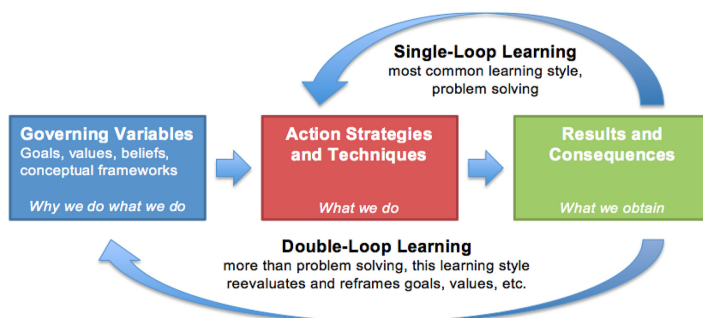 Single-Loop Learning
most common learning style,
problem solving
Governing Variables
Goals, values, beliefs,
conceptual frameworks
Why we do what we do
Action Strategies
and Techniques
What we do
Results and
Consequences
What we obtain
Double-Loop Learning
more than problem solving, this learning style
reevaluates and reframes goals, values, etc.